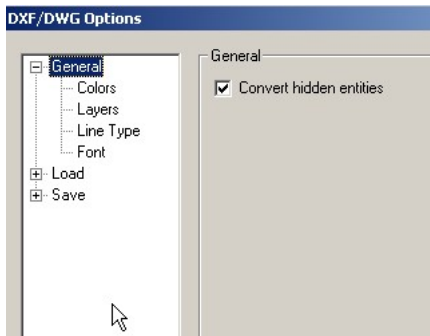 DXF/DWG Options
General
Colors
Layers
Line Type
Font
Load
Save
General
Convert hidden entities